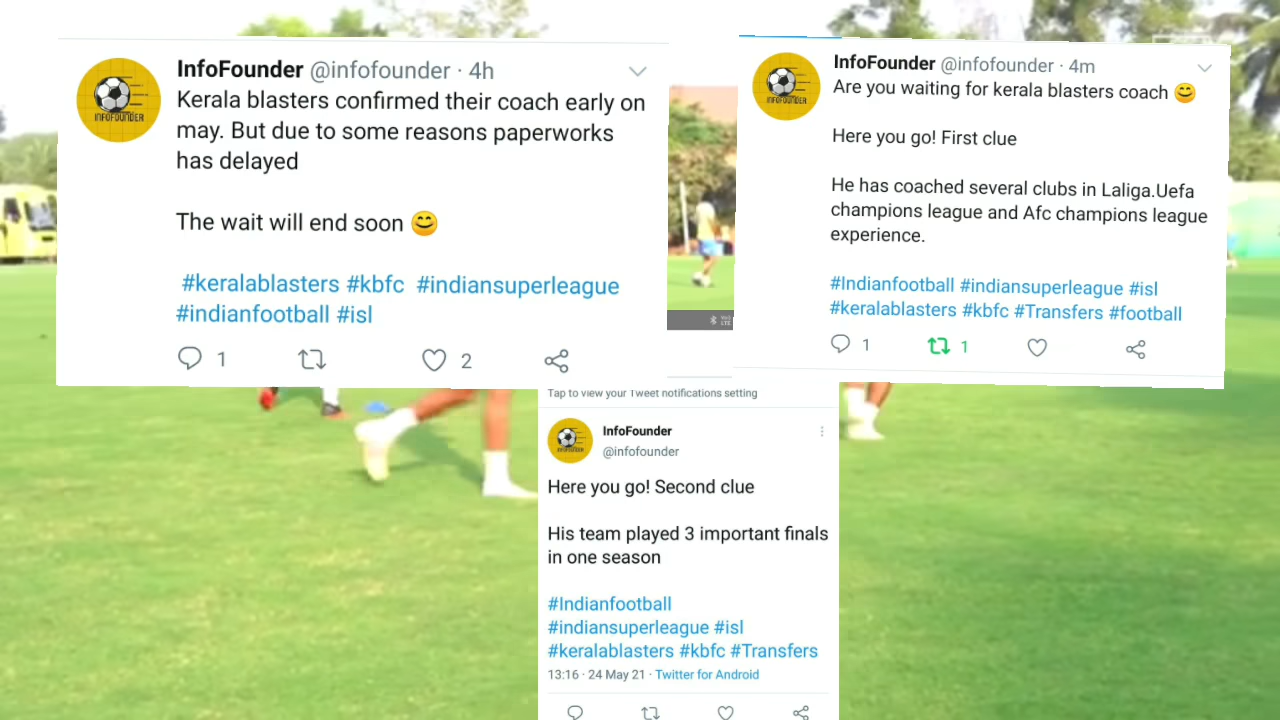 InfoFounder @infofounder · 4h
Kerala blasters confirmed their coach early on
may. But due to some reasons paperworks
has delayed
The wait will end soon 😊
#keralablasters #kbfc #indiansuperleague
#indianfootball #isl
1
2
InfoFounder @infofounder · 4m
Are you waiting for kerala blasters coach 😊
Here you go! First clue
He has coached several clubs in Laliga.Uefa
champions league and Afc champions league
experience.
#Indianfootball #indiansuperleague #isl
#keralablasters #kbfc #Transfers #football
1
1
Tap to view your Tweet notifications setting
InfoFounder
@infofounder
Here you go! Second clue
His team played 3 important finals
in one season
#Indianfootball
#indiansuperleague #isl
#keralablasters #kbfc #Transfers
13:16 · 24 May 21 · Twitter for Android
INFOFOUNDER
INFOFOUNDER
INFOFOUNDER